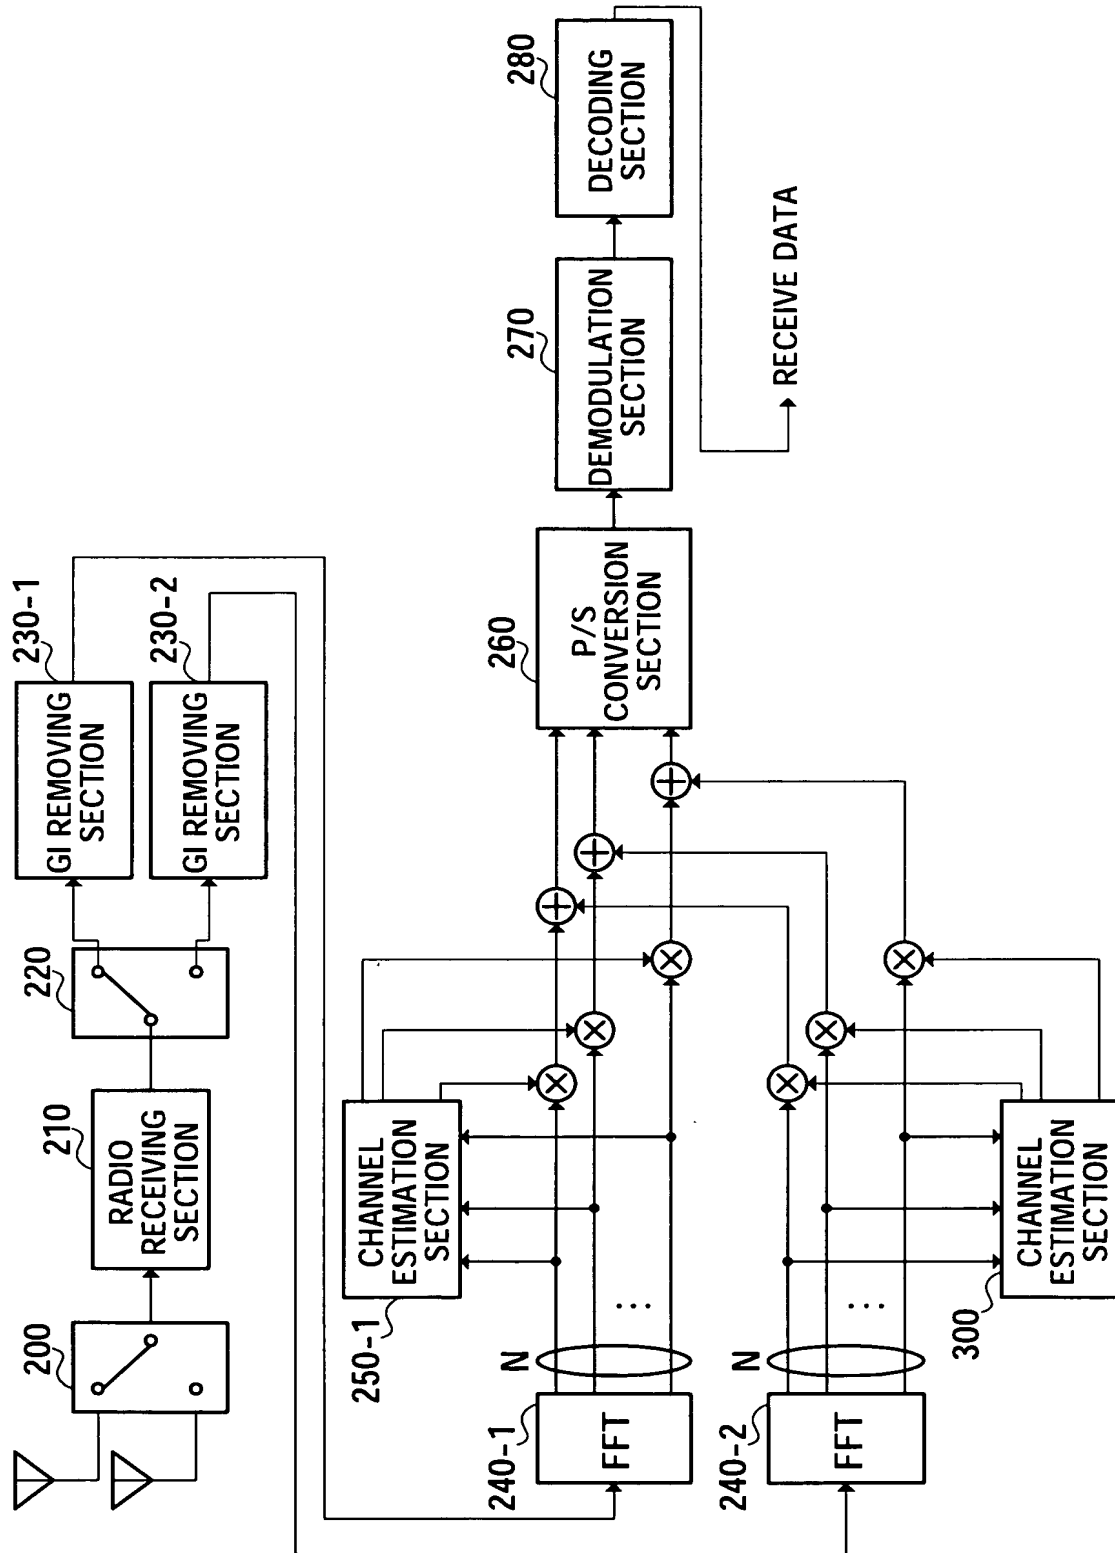 200
210
RADIO
RECEIVING
SECTION
220
230-1
GI REMOVING
SECTION
230-2
GI REMOVING
SECTION
250-1
CHANNEL
ESTIMATION
SECTION
240-1
FFT
N
...
260
P/S
CONVERSION
SECTION
270
DEMODULATION
SECTION
280
DECODING
SECTION
RECEIVE DATA
240-2
FFT
N
...
300
CHANNEL
ESTIMATION
SECTION